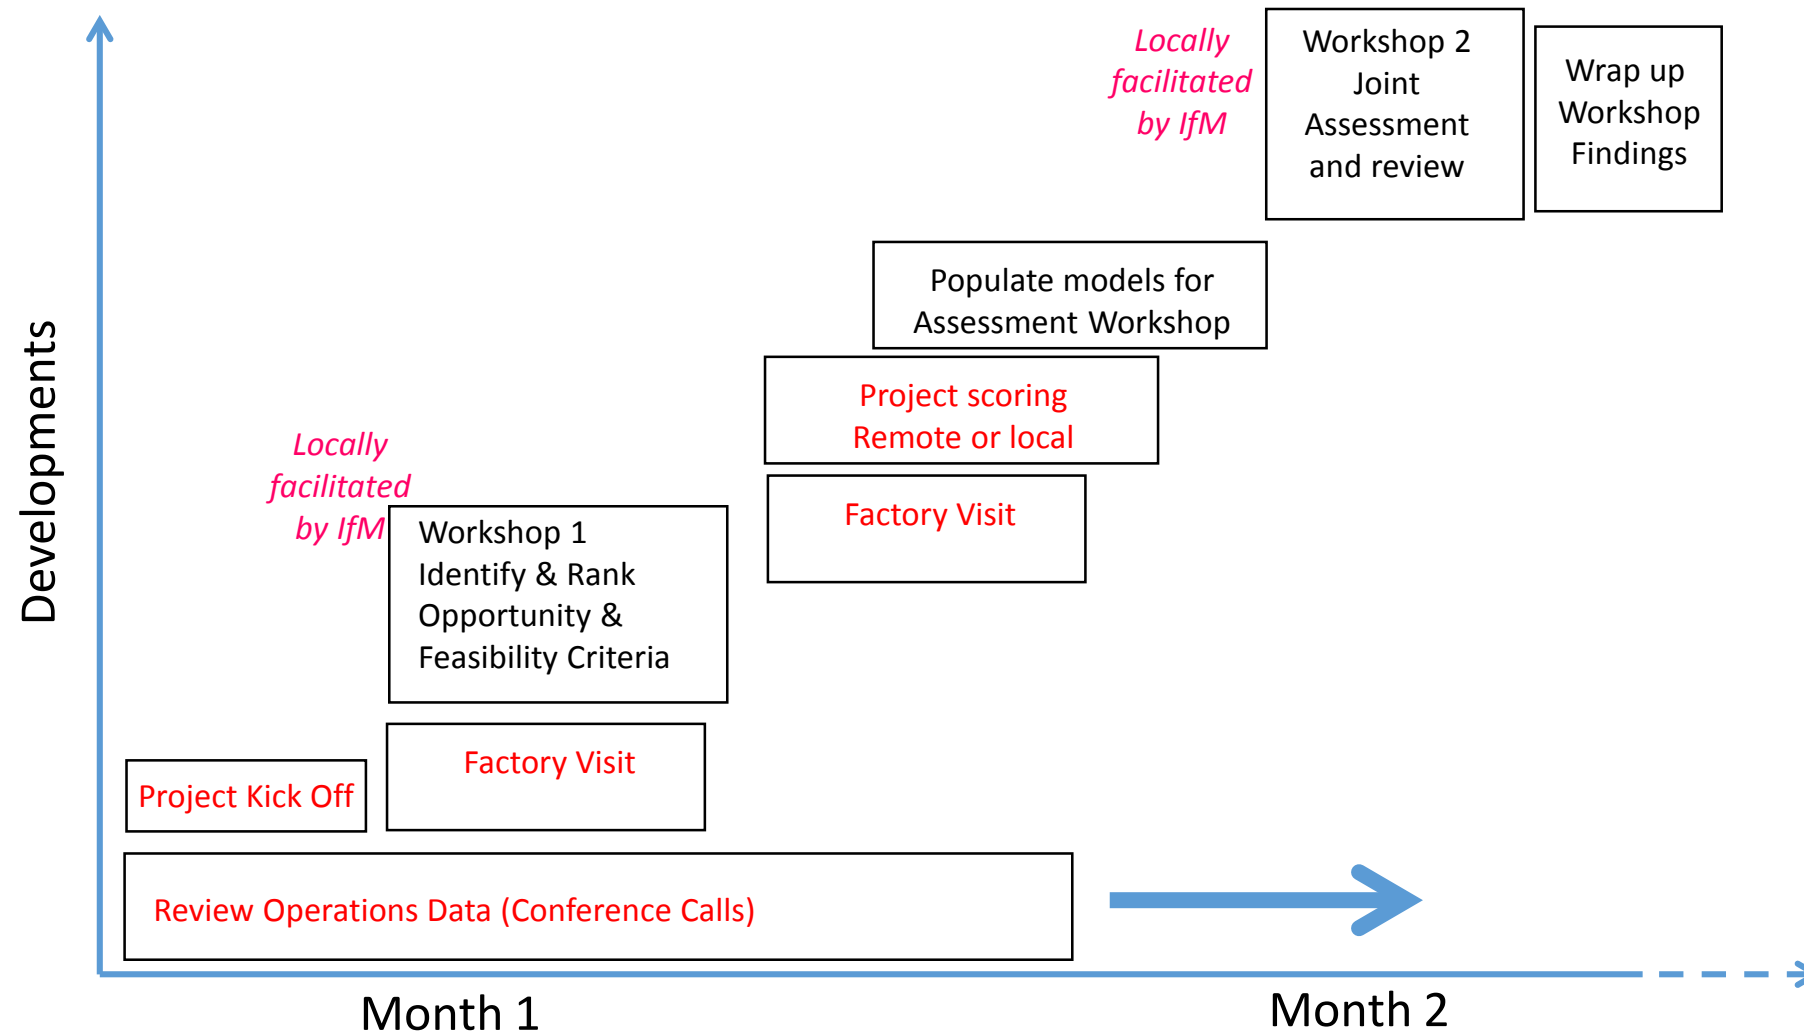 Locally
facilitated
by IfM
Workshop 2
Joint
Assessment
and review
Wrap up
Workshop
Findings
Populate models for
Assessment Workshop
Project scoring
Remote or local
Factory Visit
Locally
facilitated
by IfM
Workshop 1
Identify & Rank
Opportunity &
Feasibility Criteria
Factory Visit
Project Kick Off
Review Operations Data (Conference Calls)
Developments
Month 1
Month 2